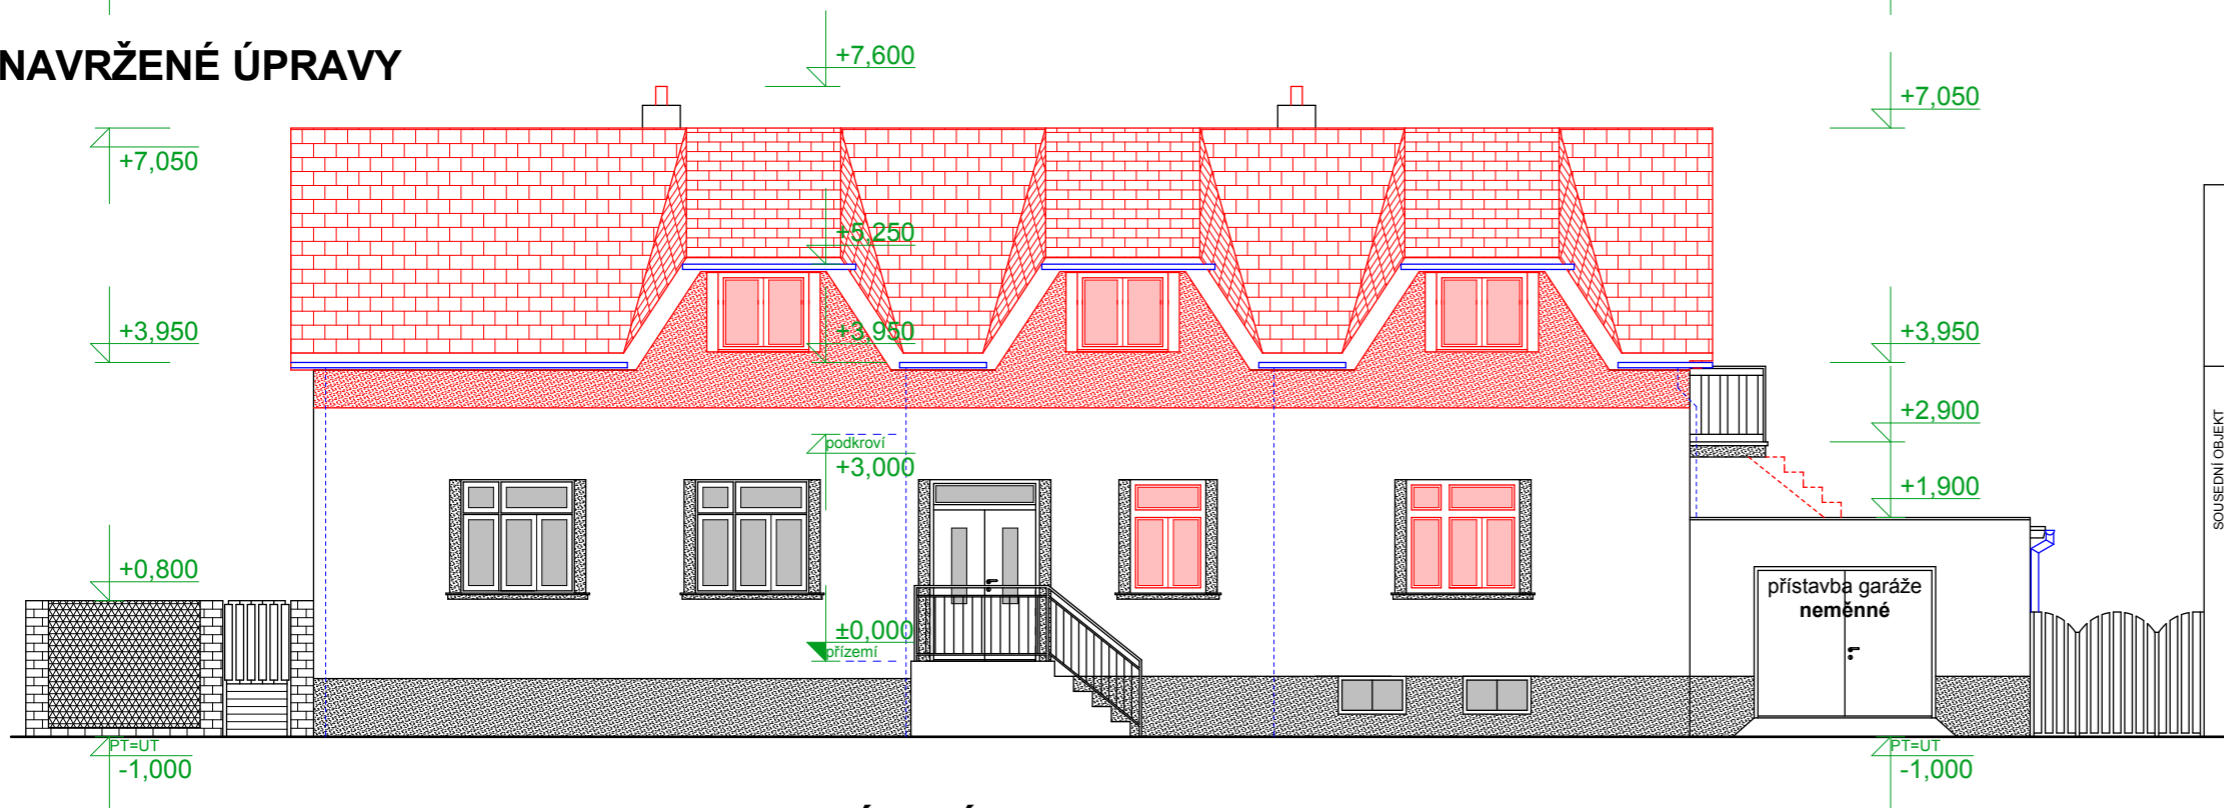 NAVRŽENÉ ÚPRAVY
+7,600
+7,050
+7,050
+5,250
+3,950
+3,950
+3,950
+2,900
podkroví
+3,000
+1,900
+0,800
±0,000
přízemí
přístavba garáže
neměnné
SOUSEDNÍ OBJEKT
PT=UT
-1,000
PT=UT
-1,000